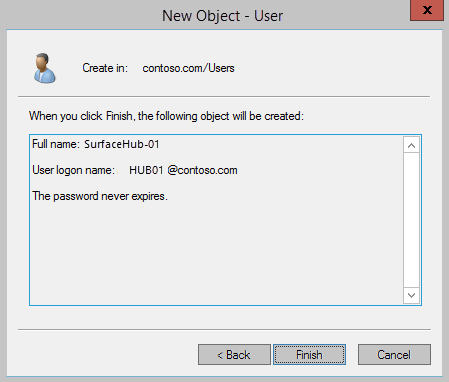 New Object - User
x
Create in: contoso.com/Users
When you click Finish, the following object will be created:
Full name: SurfaceHub-01
User logon name: HUB01 @contoso.com
The password never expires.
< Back Finish Cancel